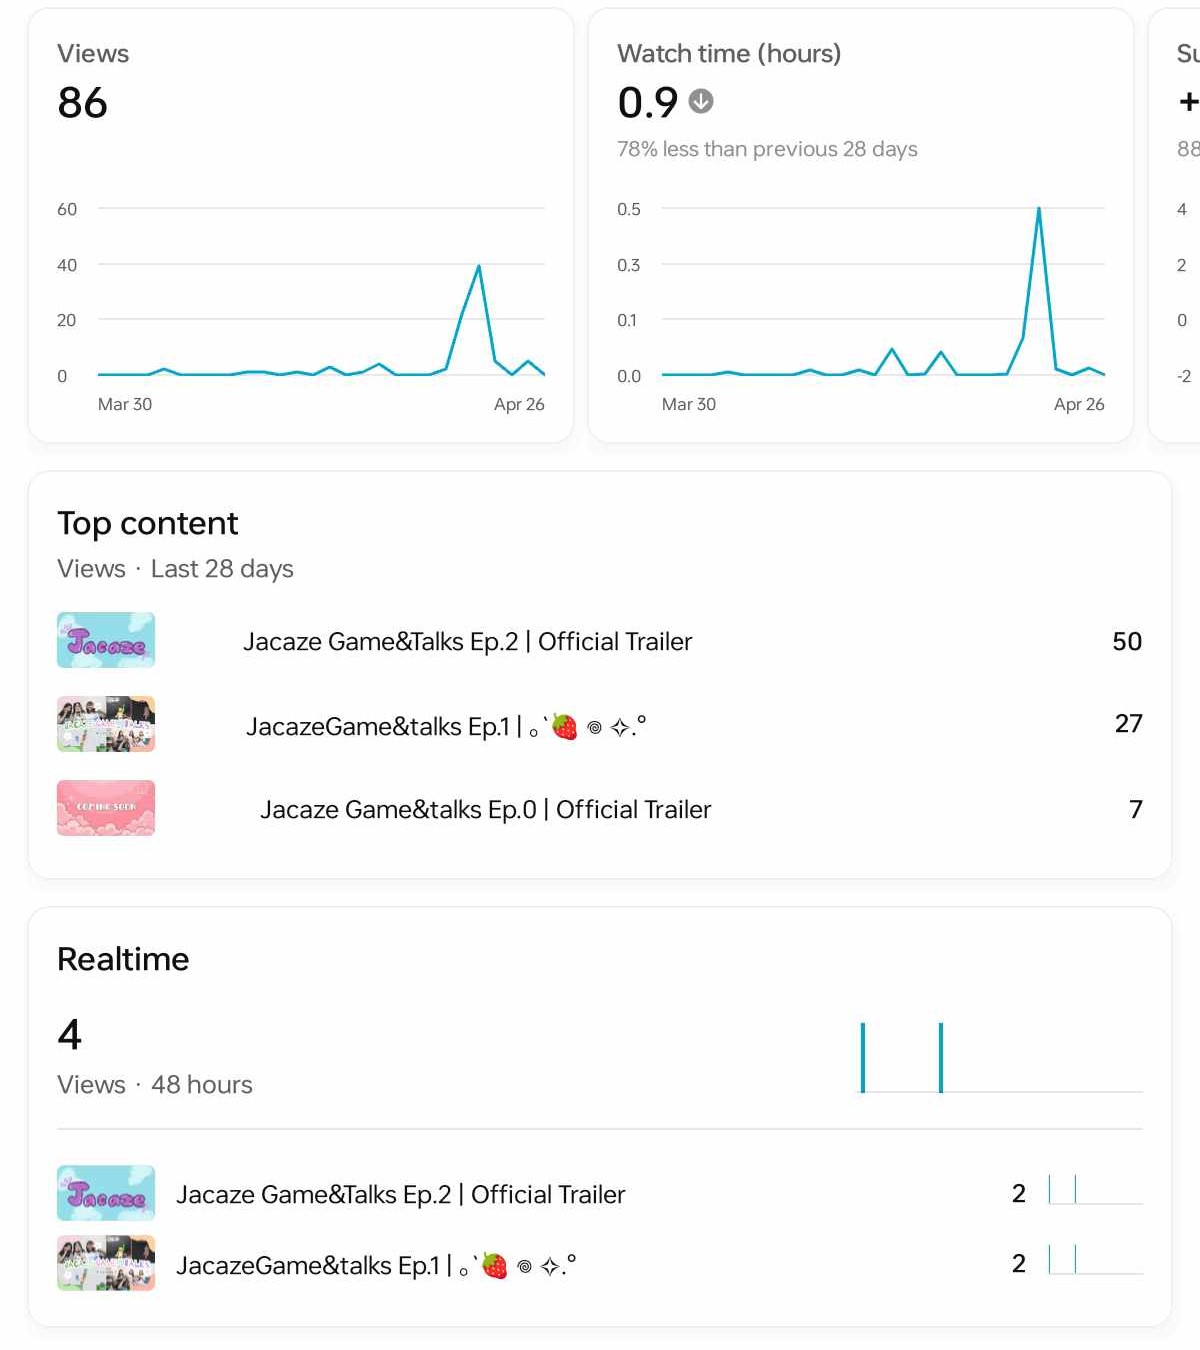 Views
86
60
40
20
0
Mar 30
Apr 26
Watch time (hours)
0.9
78% less than previous 28 days
0.5
0.3
0.1
0.0
Mar 30
Apr 26
Su
+
88
4
2
0
-2
Top content
Views · Last 28 days
Jacaze
Jacaze Game&Talks Ep.2 | Official Trailer
50
JacazeGame&talks Ep.1 | ｡ˋ🍓 ꩜ ✧.°
27
COMING SOON
Jacaze Game&talks Ep.0 | Official Trailer
7
Realtime
4
Views · 48 hours
Jacaze
Jacaze Game&Talks Ep.2 | Official Trailer
2
JacazeGame&talks Ep.1 | ｡ˋ🍓 ꩜ ✧.°
2